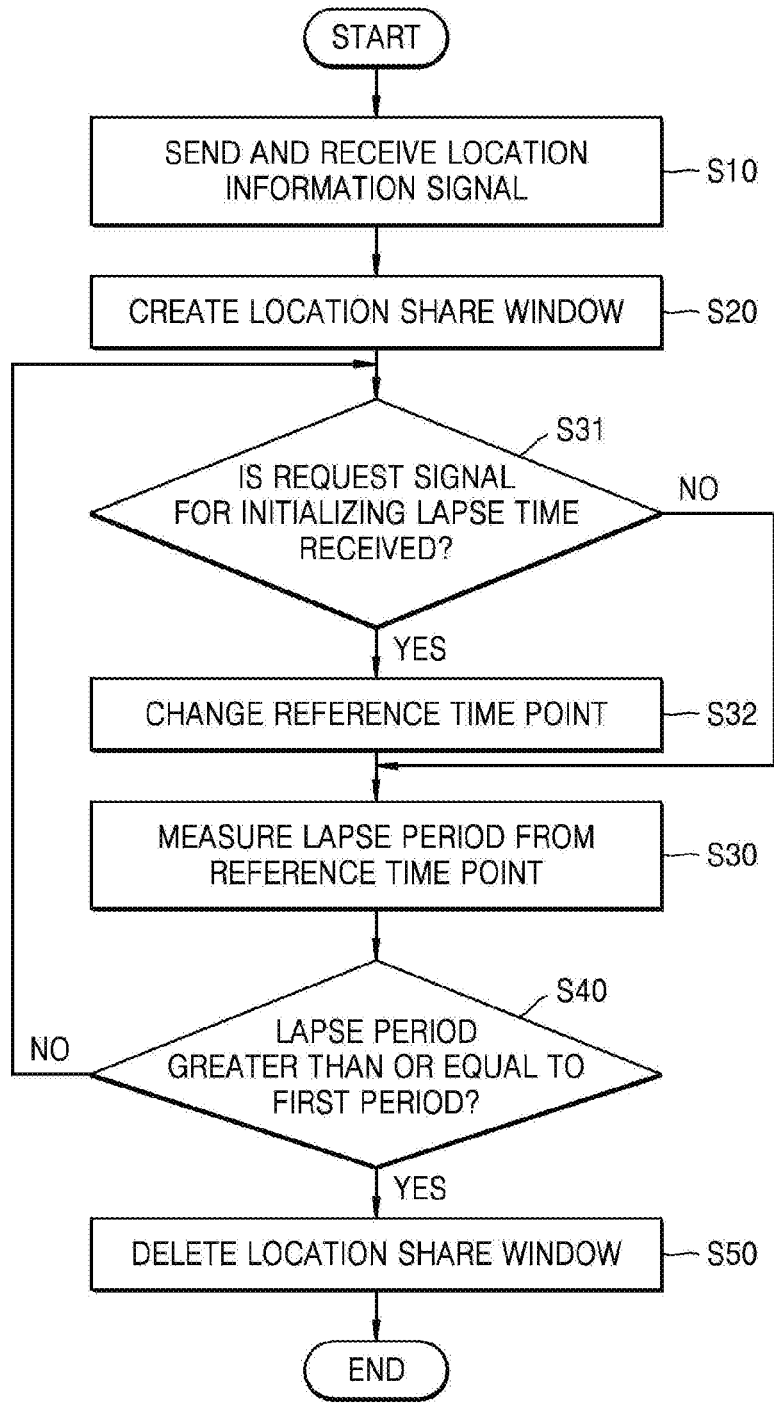 START
SEND AND RECEIVE LOCATION
INFORMATION SIGNAL
S10
CREATE LOCATION SHARE WINDOW
S20
S31
IS REQUEST SIGNAL
FOR INITIALIZING LAPSE TIME
RECEIVED?
NO
YES
CHANGE REFERENCE TIME POINT
S32
MEASURE LAPSE PERIOD FROM
REFERENCE TIME POINT
S30
S40
LAPSE PERIOD
GREATER THAN OR EQUAL TO
FIRST PERIOD?
NO
YES
DELETE LOCATION SHARE WINDOW
S50
END